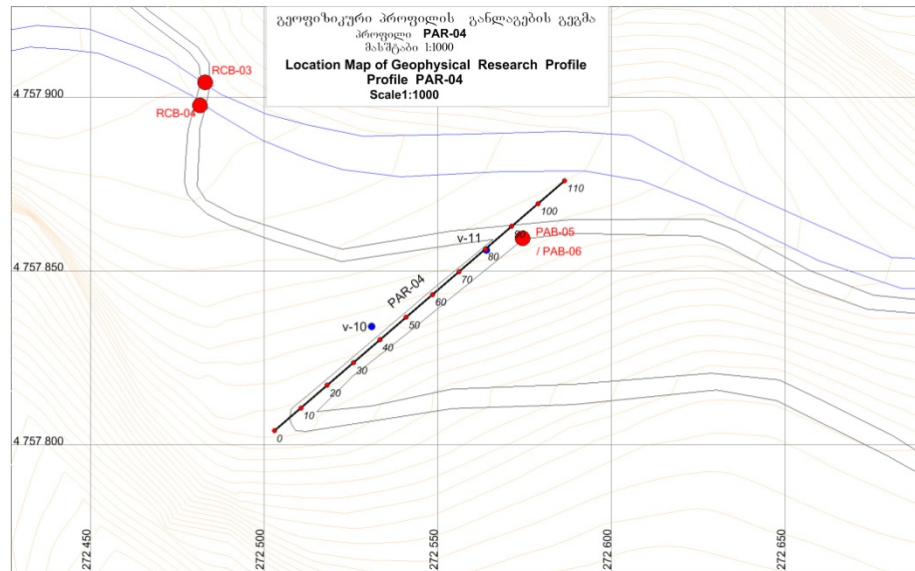 გეოფიზიკური პროფილის განლაგების გეგმა
პროფილი PAR-04
მასშტაბი 1:1000
Location Map of Geophysical Research Profile
Profile PAR-04
Scale1:1000
RCB-03
RCB-04
4 757 900
110
100
90
PAB-05
/ PAB-06
v-11
80
4 757 850
70
PAR-04
60
50
v-10
40
30
20
10
4 757 800
0
272 450
272 500
272 550
272 600
272 650